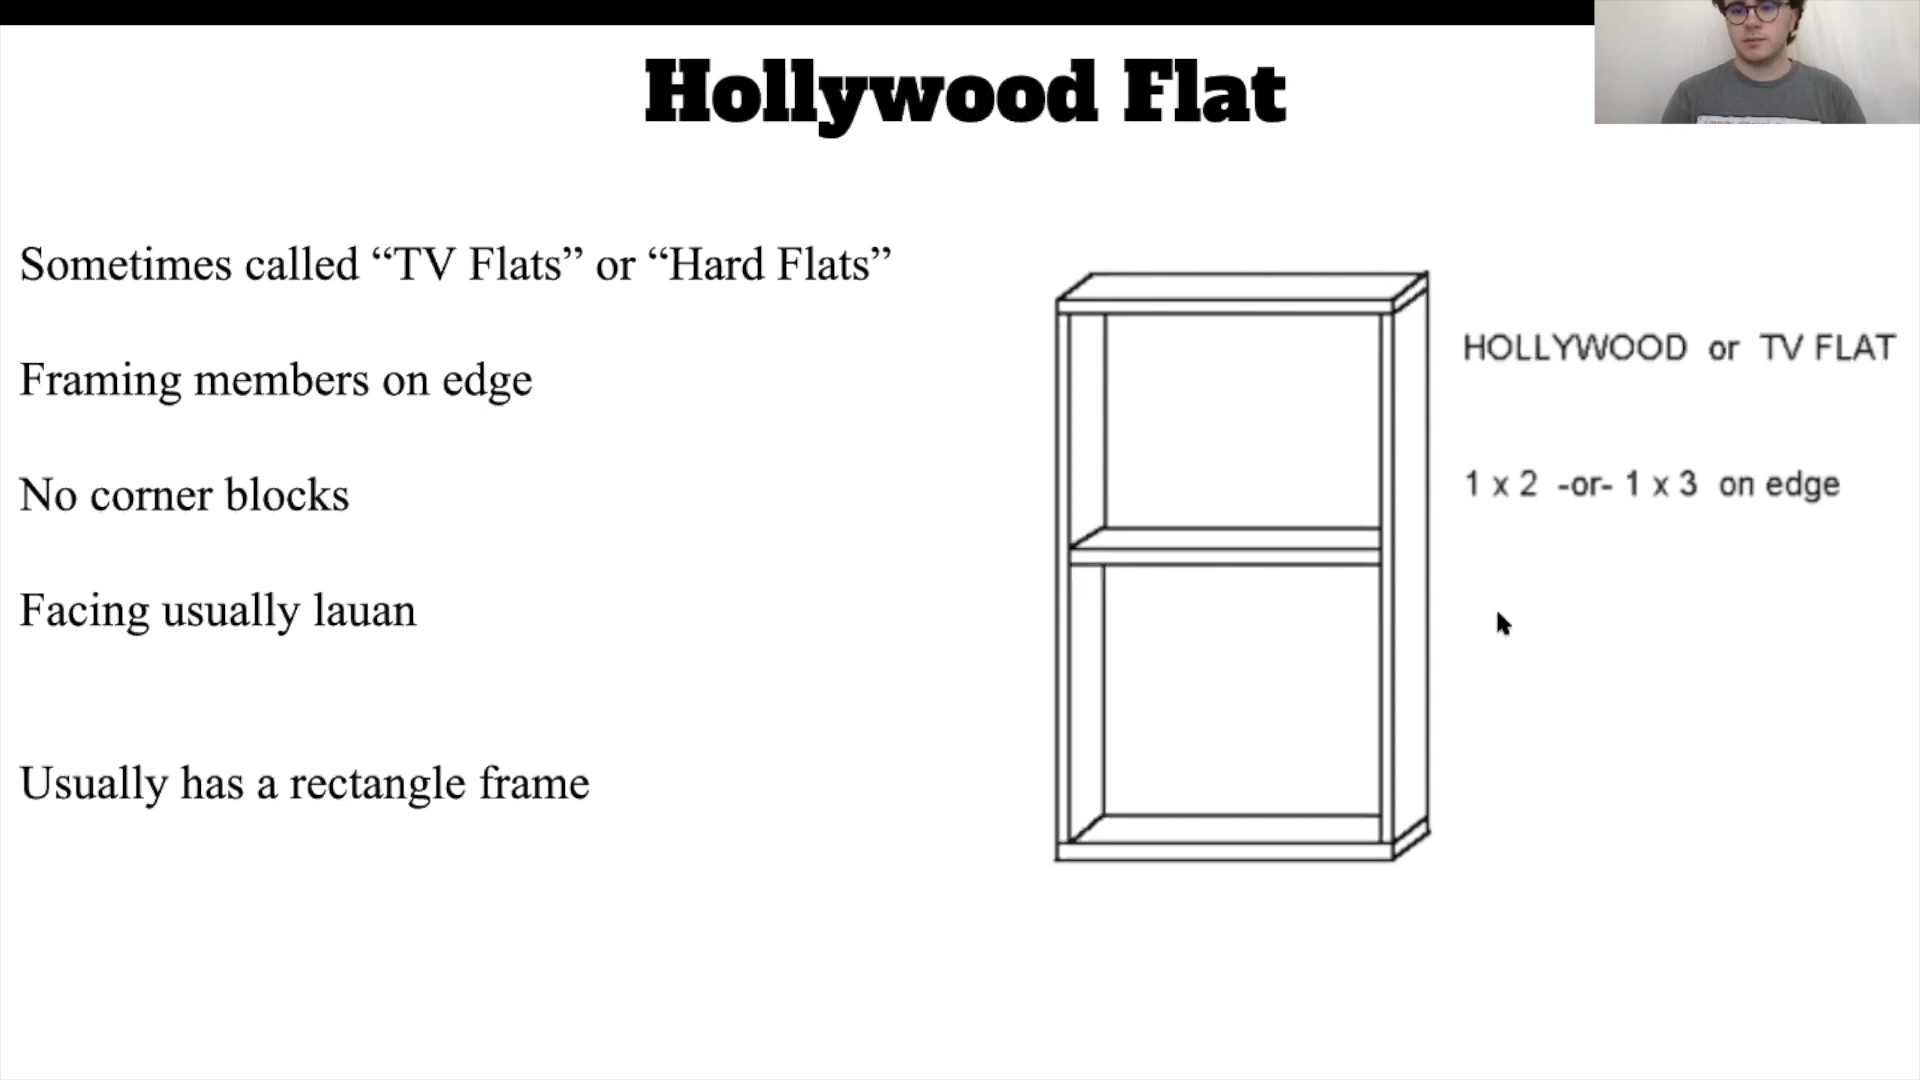 Hollywood Flat
Sometimes called “TV Flats” or “Hard Flats”
Framing members on edge
No corner blocks
Facing usually lauan
Usually has a rectangle frame
HOLLYWOOD or TV FLAT
1 x 2 -or- 1 x 3 on edge